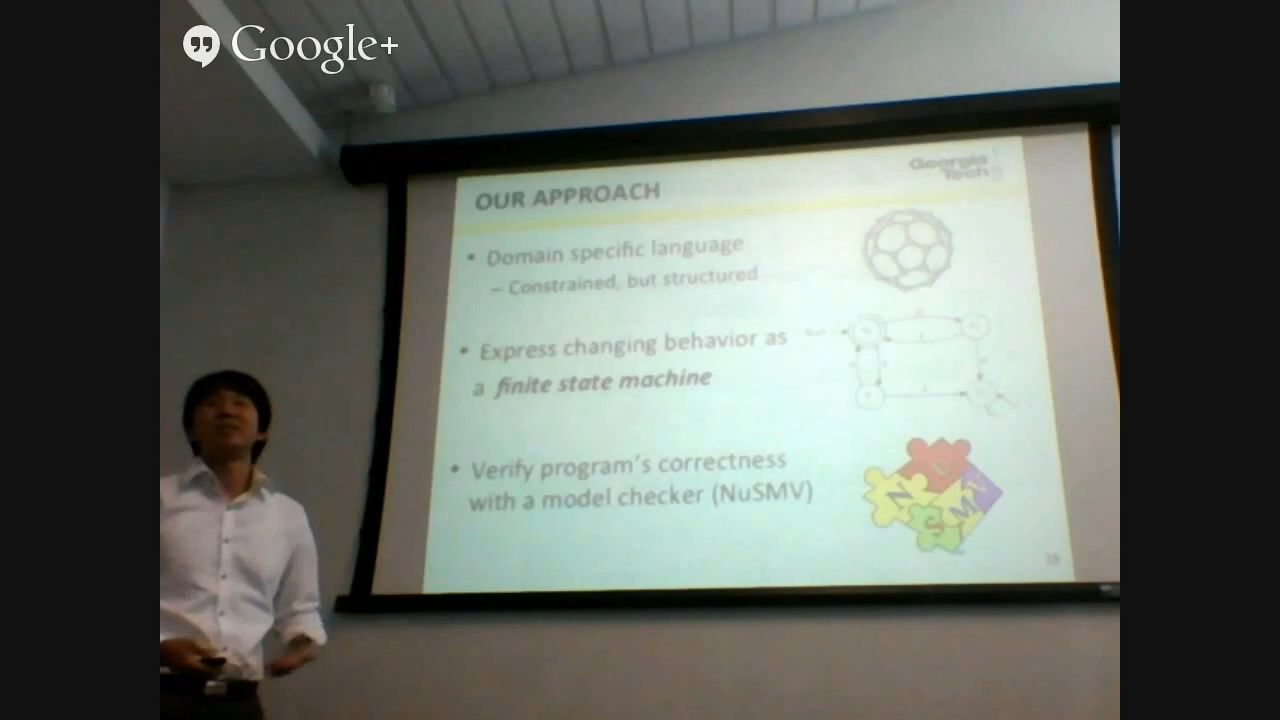 Google+
Georgia
Tech
OUR APPROACH
• Domain specific language
– Constrained, but structured
• Express changing behavior as
a finite state machine
• Verify program's correctness
with a model checker (NuSMV)
N U
S M V